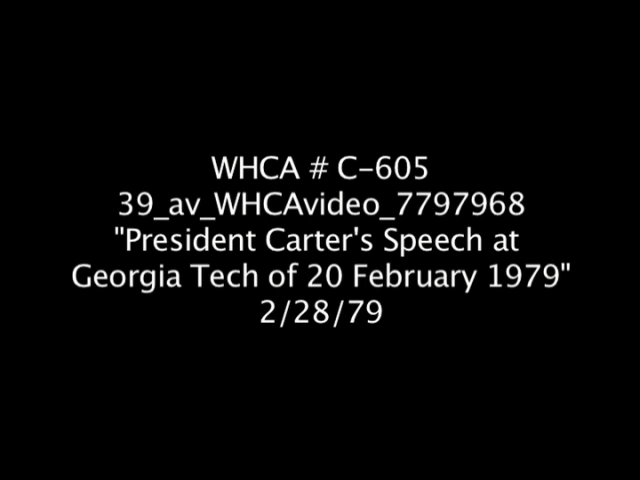 WHCA # C-605
39_av_WHCAvideo_7797968
"President Carter's Speech at
Georgia Tech of 20 February 1979"
2/28/79